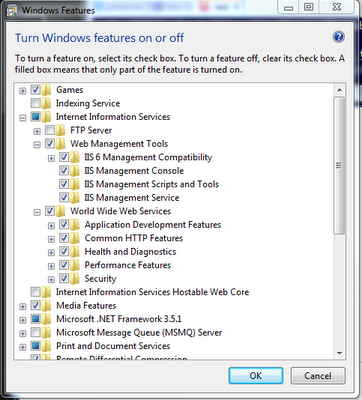 Windows Features
Turn Windows features on or off
To turn a feature on, select its check box. To turn a feature off, clear its check box. A
filled box means that only part of the feature is turned on.
Games
Indexing Service
Internet Information Services
FTP Server
Web Management Tools
IIS 6 Management Compatibility
IIS Management Console
IIS Management Scripts and Tools
IIS Management Service
World Wide Web Services
Application Development Features
Common HTTP Features
Health and Diagnostics
Performance Features
Security
Internet Information Services Hostable Web Core
Media Features
Microsoft .NET Framework 3.5.1
Microsoft Message Queue (MSMQ) Server
Print and Document Services
Remote Differential Compression
OK Cancel